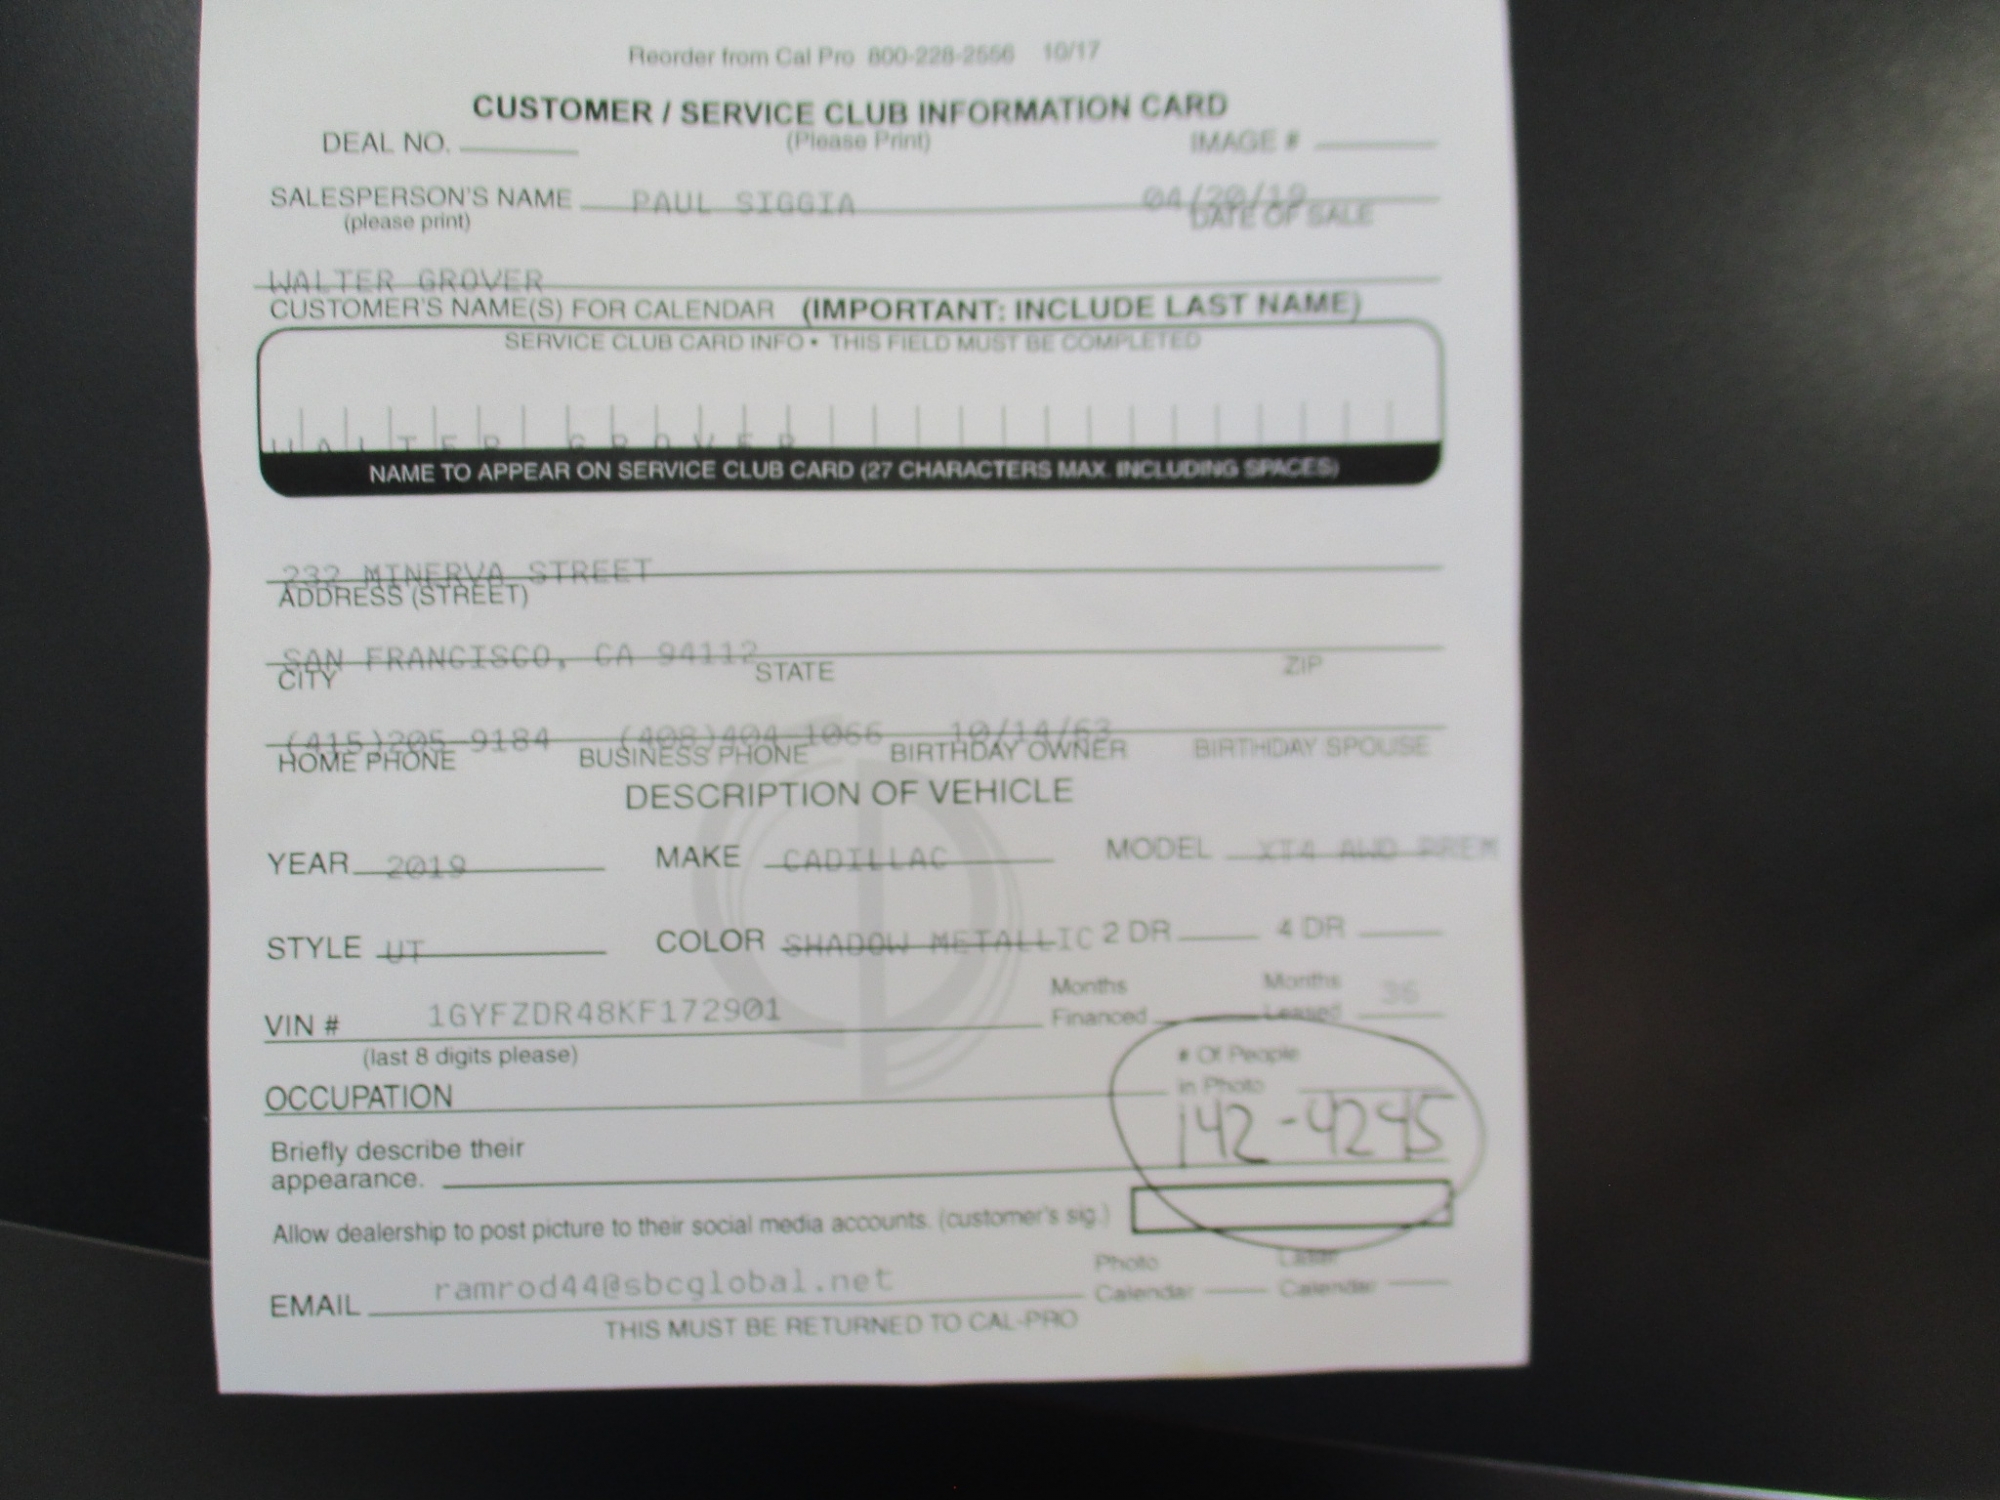 Reorder from Cal Pro 800-228-2556 10/17
CUSTOMER / SERVICE CLUB INFORMATION CARD
DEAL NO. (Please Print) IMAGE #
SALESPERSON'S NAME PAUL SIGGIA 04/20/19
(please print) DATE OF SALE
WALTER GROVER
CUSTOMER'S NAME(S) FOR CALENDAR (IMPORTANT: INCLUDE LAST NAME)
SERVICE CLUB CARD INFO • THIS FIELD MUST BE COMPLETED
WALTER GROVER
NAME TO APPEAR ON SERVICE CLUB CARD (27 CHARACTERS MAX. INCLUDING SPACES)
232 MINERVA STREET
ADDRESS (STREET)
SAN FRANCISCO, CA 94112
CITY STATE ZIP
(415)205-9184 (408)404-1066 10/14/63
HOME PHONE BUSINESS PHONE BIRTHDAY OWNER BIRTHDAY SPOUSE
DESCRIPTION OF VEHICLE
YEAR 2019 MAKE CADILLAC MODEL XT4 AWD PREM
STYLE UT COLOR SHADOW METALLIC 2 DR 4 DR
Months Months
VIN # 1GYFZDR48KF172901 Financed Leased 36
(last 8 digits please) # Of People
OCCUPATION in Photo
142-4245
Briefly describe their
appearance.
Allow dealership to post picture to their social media accounts. (customer's sig.)
Photo Laser
EMAIL ramrod44@sbcglobal.net Calendar Calendar
THIS MUST BE RETURNED TO CAL-PRO